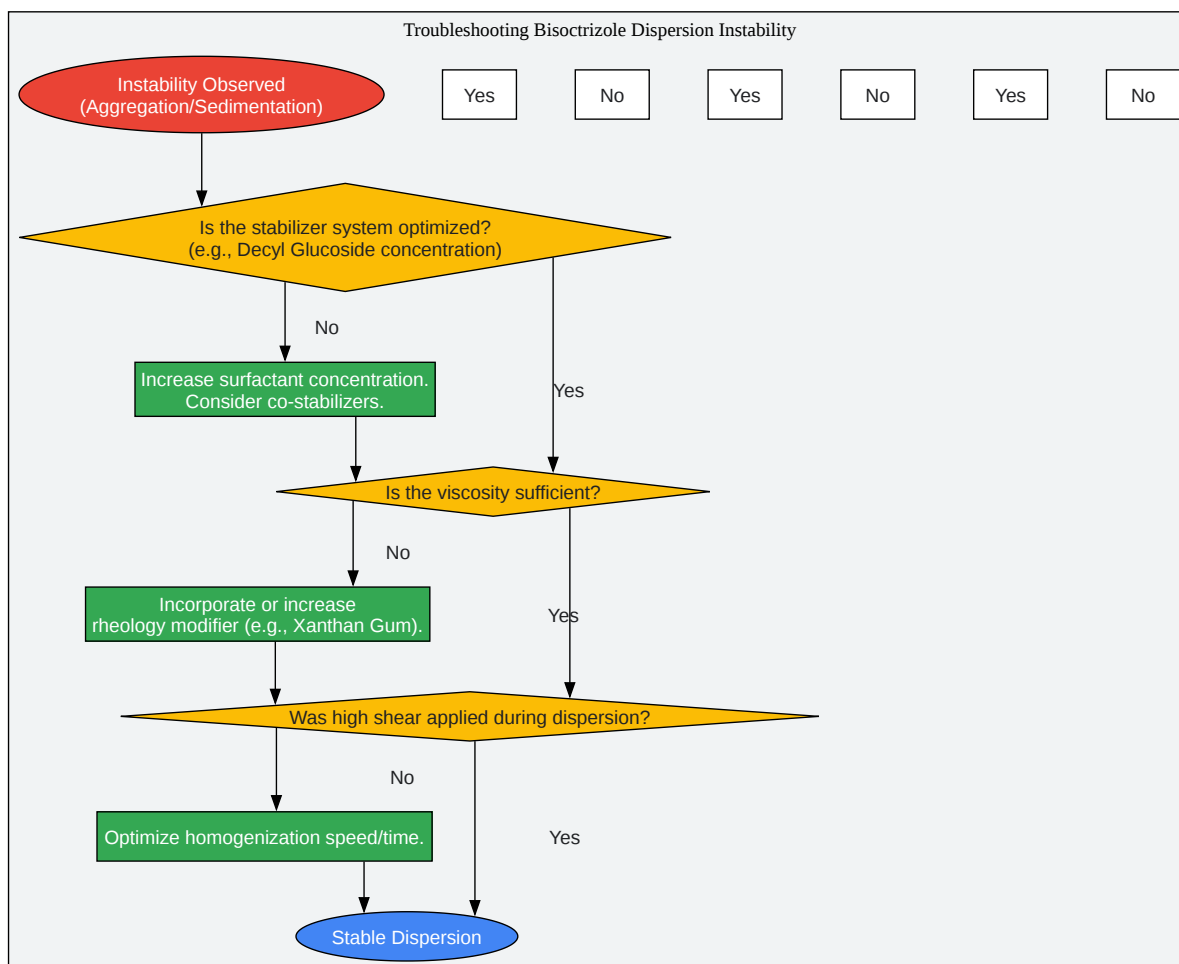 Troubleshooting Bisoctrizole Dispersion Instability
Instability Observed
(Aggregation/Sedimentation)
Yes
No
Yes
No
Yes
No
Is the stabilizer system optimized?
(e.g., Decyl Glucoside concentration)
No
Increase surfactant concentration.
Consider co-stabilizers.
Yes
Is the viscosity sufficient?
No
Incorporate or increase
rheology modifier (e.g., Xanthan Gum).
Yes
Was high shear applied during dispersion?
No
Optimize homogenization speed/time.
Yes
Stable Dispersion